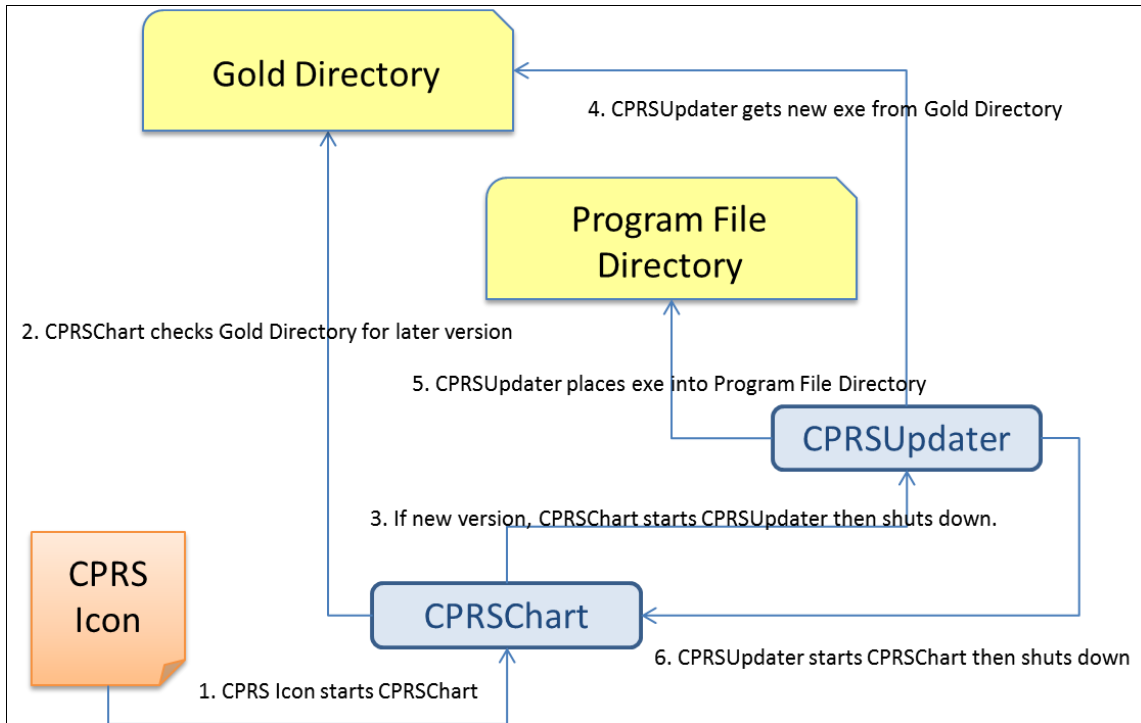 Gold Directory
4. CPRSUpdater gets new exe from Gold Directory
Program File
Directory
2. CPRSChart checks Gold Directory for later version
5. CPRSUpdater places exe into Program File Directory
CPRSUpdater
3. If new version, CPRSChart starts CPRSUpdater then shuts down.
CPRS
Icon
CPRSChart
6. CPRSUpdater starts CPRSChart then shuts down
1. CPRS Icon starts CPRSChart